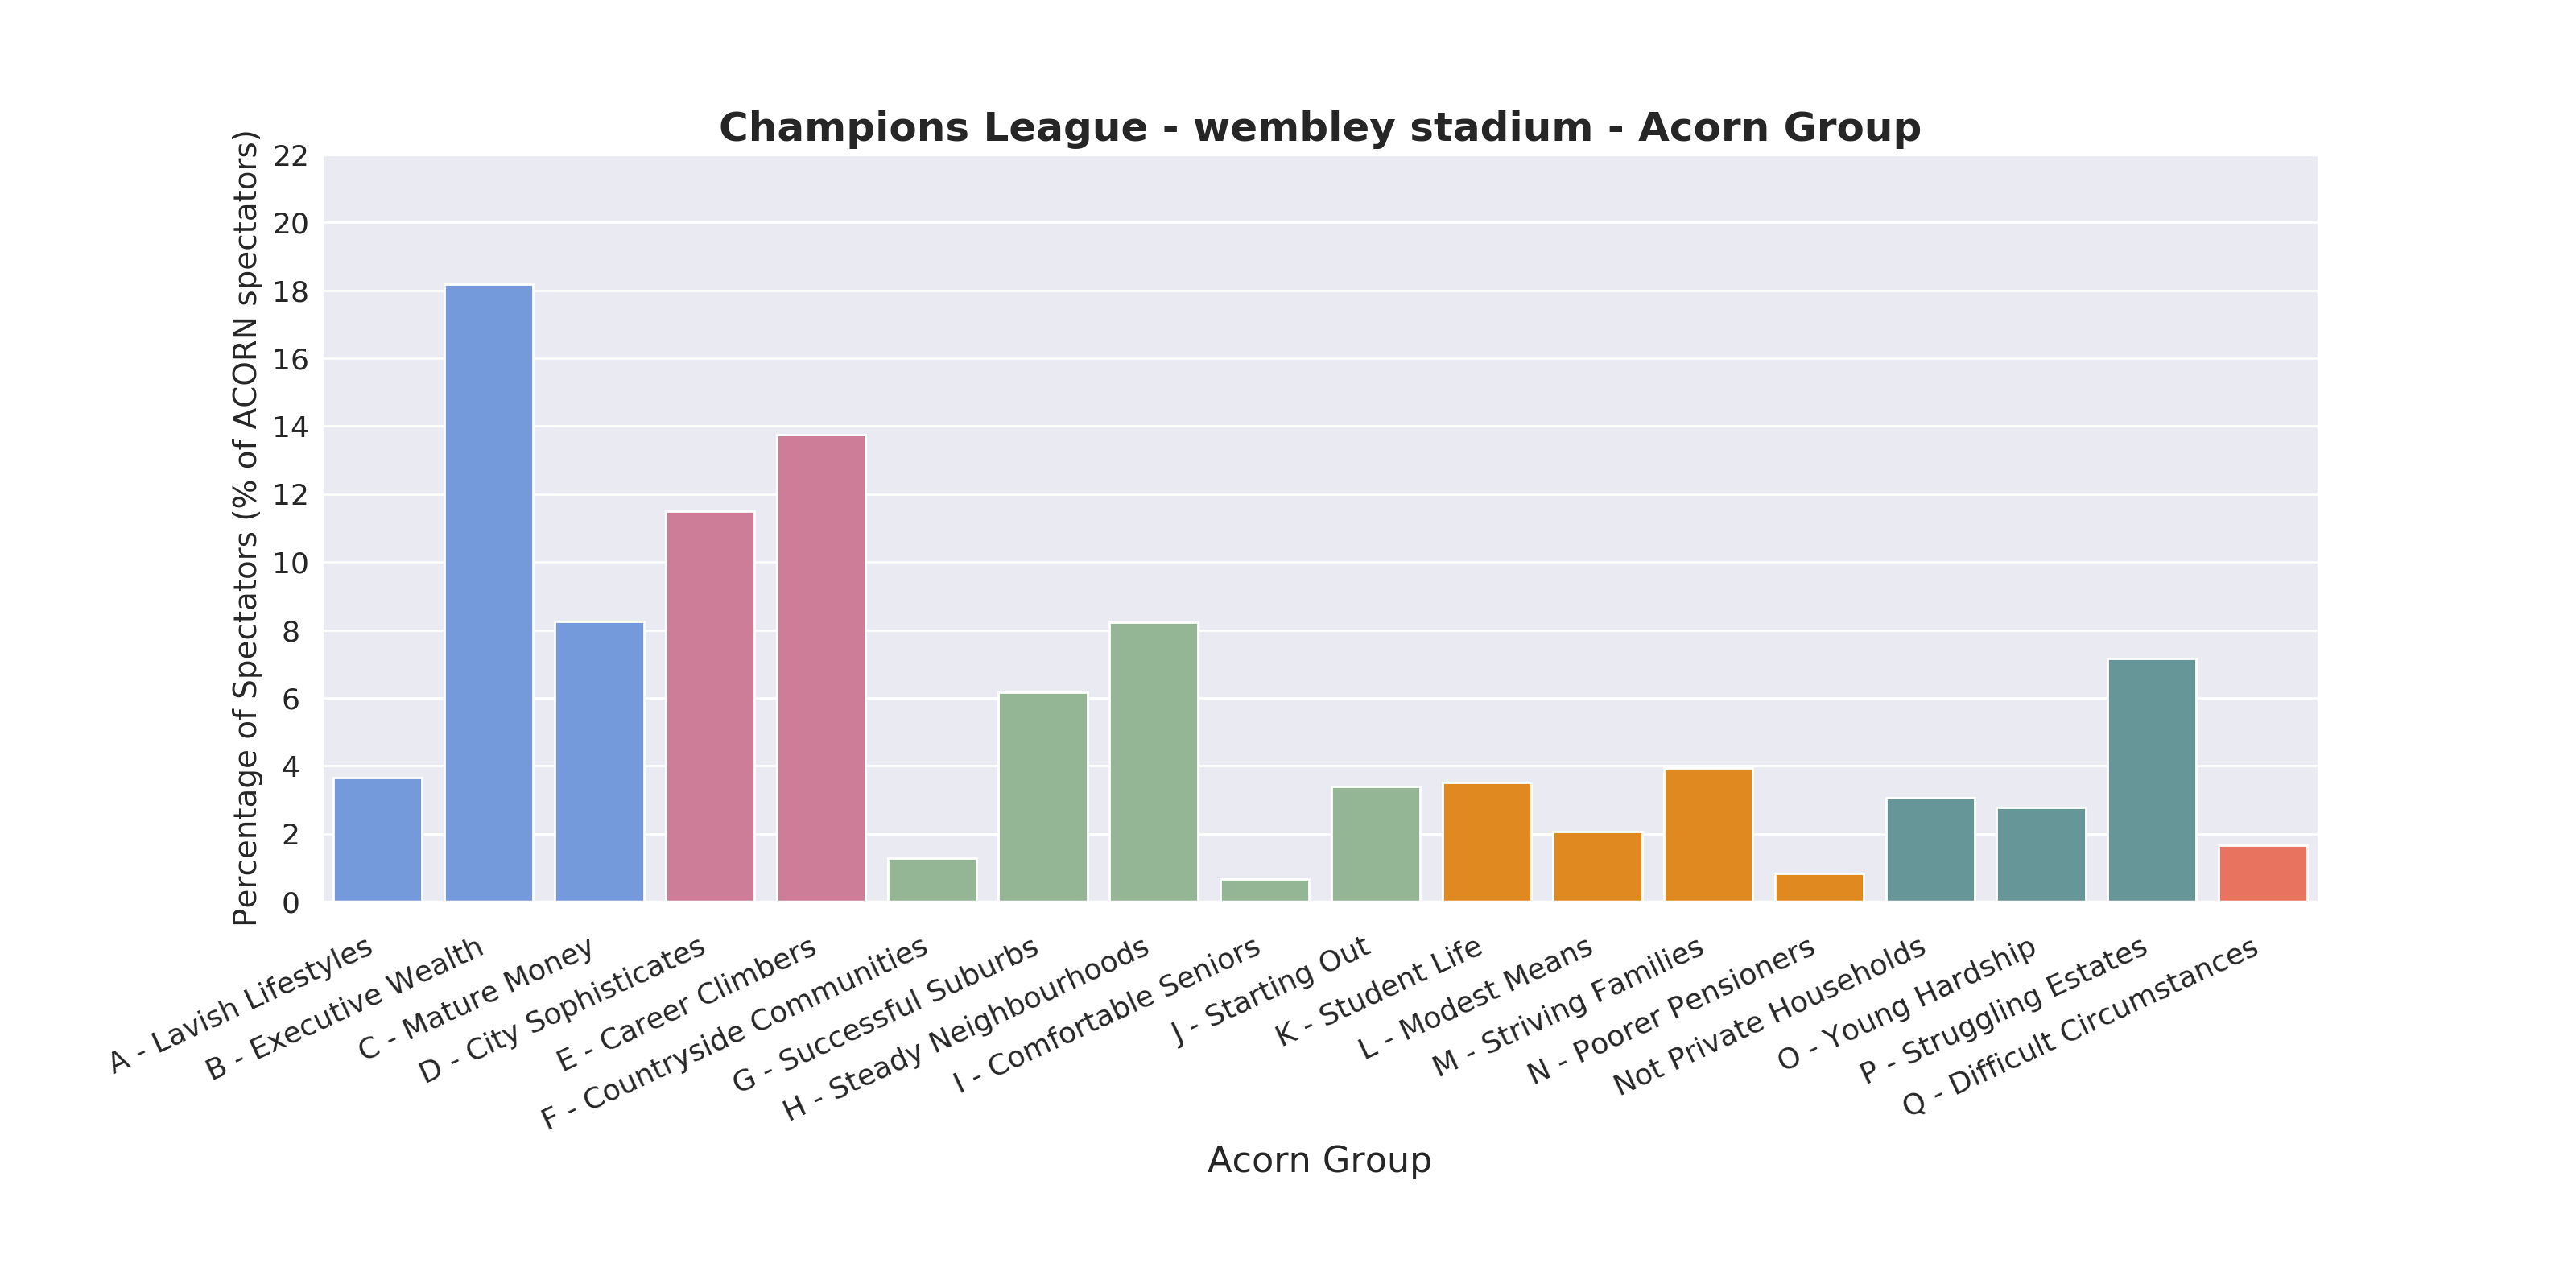 Champions League - wembley stadium - Acorn Group
Percentage of Spectators (% of ACORN spectators)
22
20
18
16
14
12
10
8
6
4
2
0
A - Lavish Lifestyles
B - Executive Wealth
C - Mature Money
D - City Sophisticates
E - Career Climbers
F - Countryside Communities
G - Successful Suburbs
H - Steady Neighbourhoods
I - Comfortable Seniors
J - Starting Out
K - Student Life
L - Modest Means
M - Striving Families
N - Poorer Pensioners
Not Private Households
O - Young Hardship
P - Struggling Estates
Q - Difficult Circumstances
Acorn Group